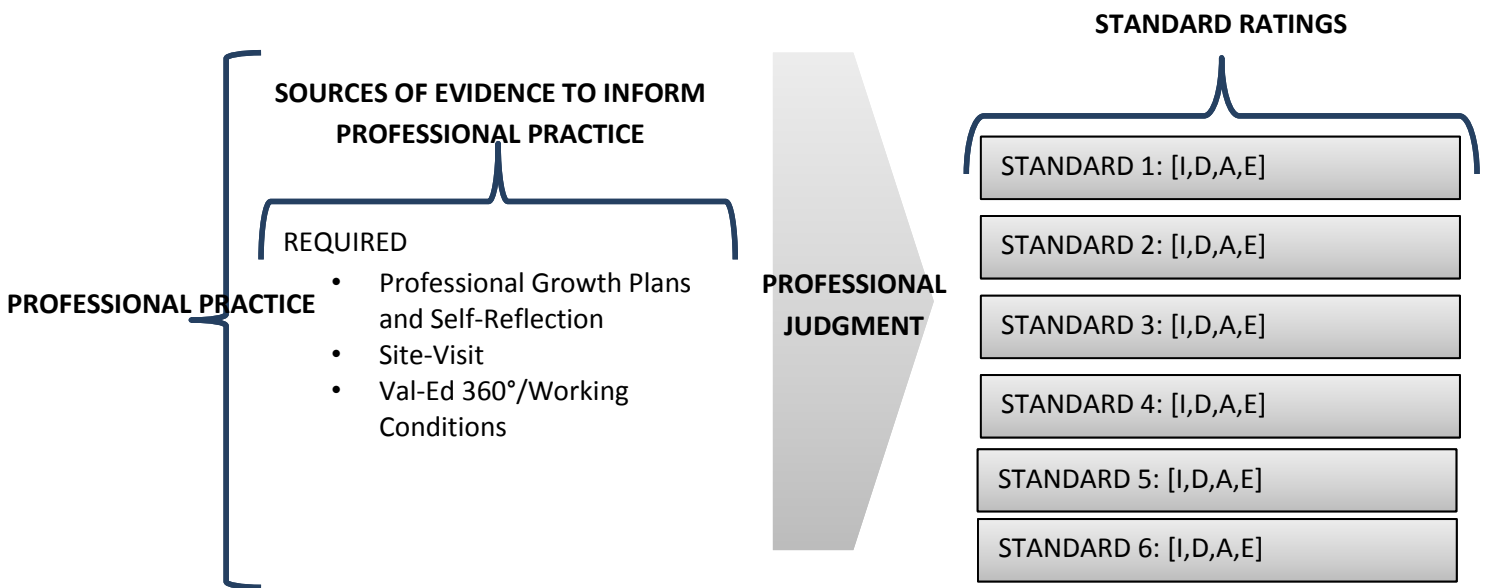 PROFESSIONAL PRACTICE
SOURCES OF EVIDENCE TO INFORM
PROFESSIONAL PRACTICE
REQUIRED
• Professional Growth Plans
and Self-Reflection
• Site-Visit
• Val-Ed 360°/Working
Conditions
PROFESSIONAL
JUDGMENT
STANDARD RATINGS
STANDARD 1: [I,D,A,E]
STANDARD 2: [I,D,A,E]
STANDARD 3: [I,D,A,E]
STANDARD 4: [I,D,A,E]
STANDARD 5: [I,D,A,E]
STANDARD 6: [I,D,A,E]